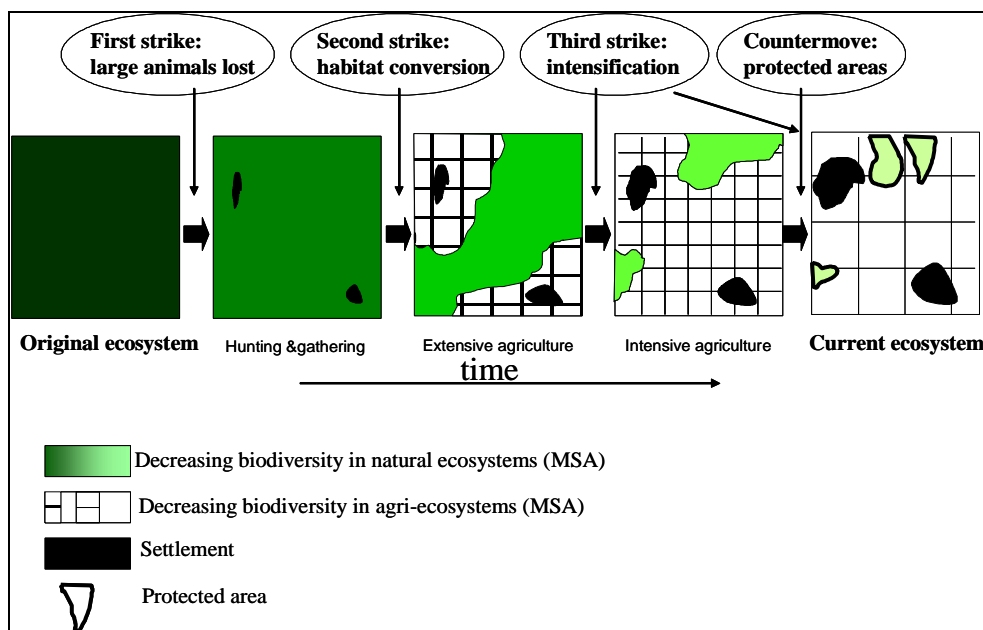 First strike:
large animals lost
Second strike:
habitat conversion
Third strike:
intensification
Countermove:
protected areas
Original ecosystem
Hunting &gathering
Extensive agriculture
Intensive agriculture
Current ecosystem
time
Decreasing biodiversity in natural ecosystems (MSA)
Decreasing biodiversity in agri-ecosystems (MSA)
Settlement
Protected area